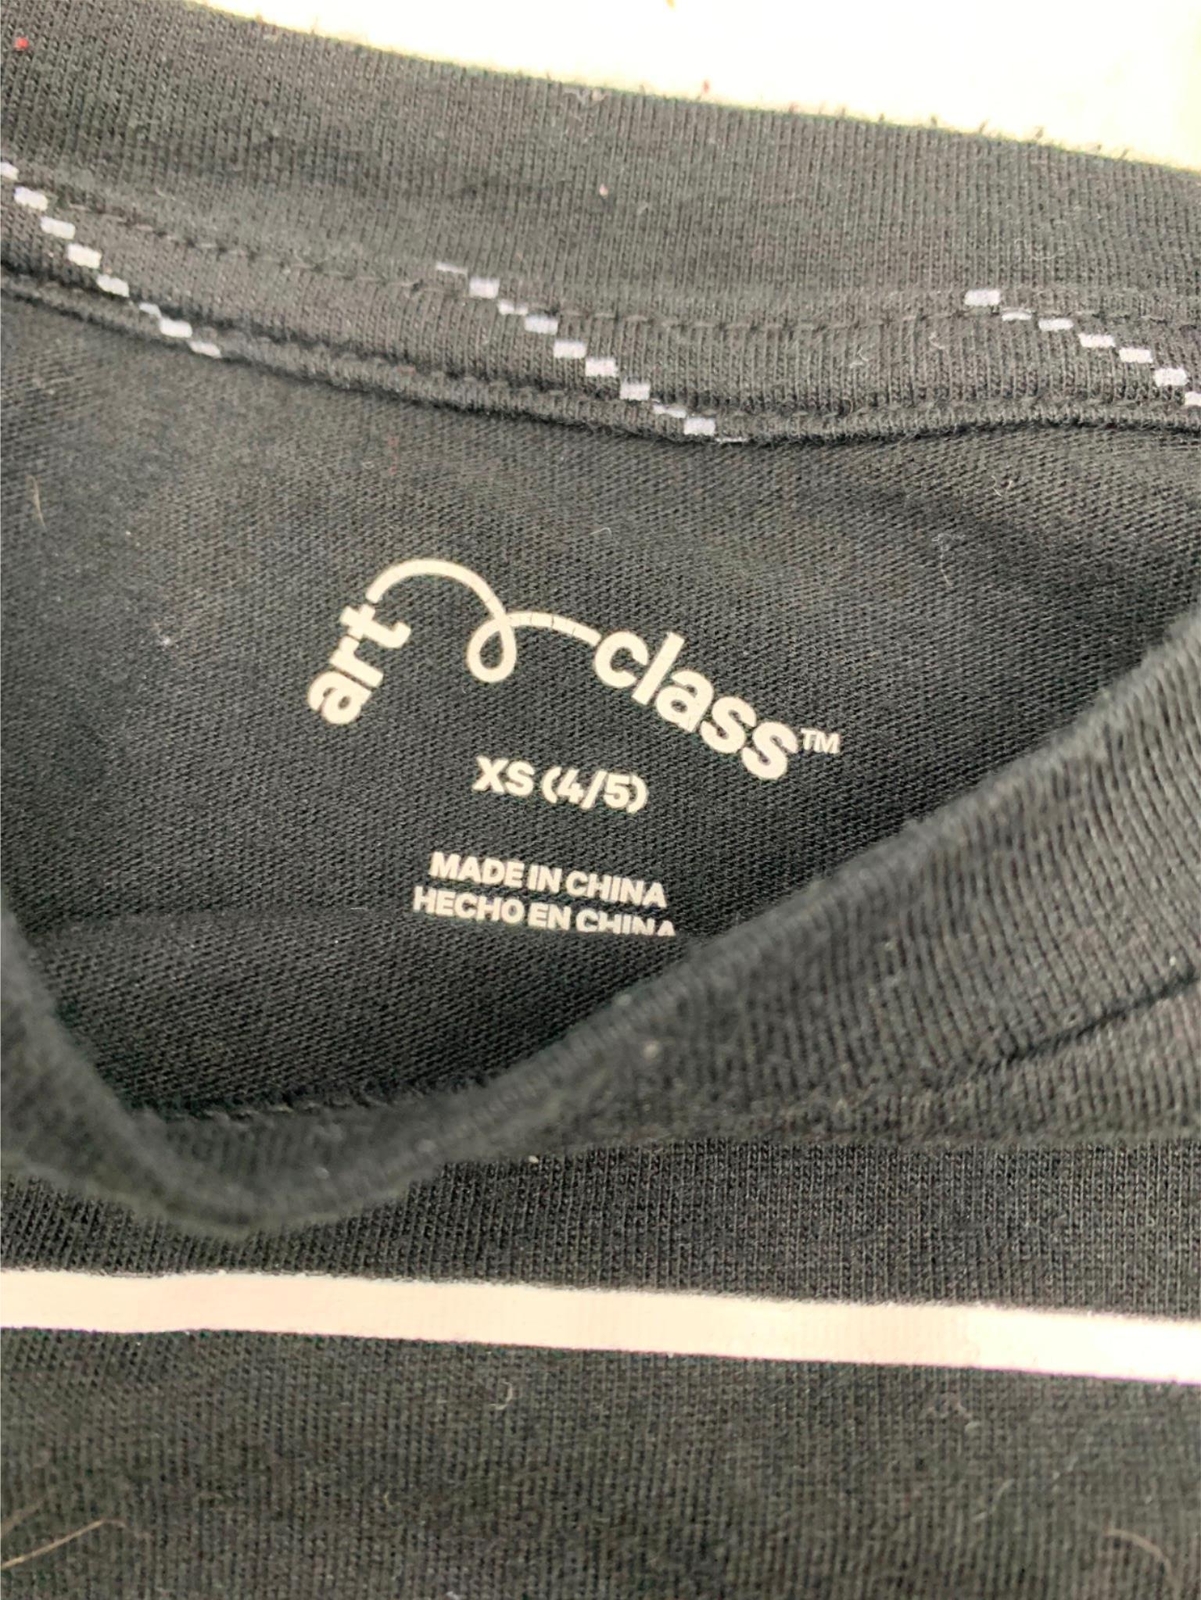 art class™
XS (4/5)
MADE IN CHINA
HECHO EN CHINA